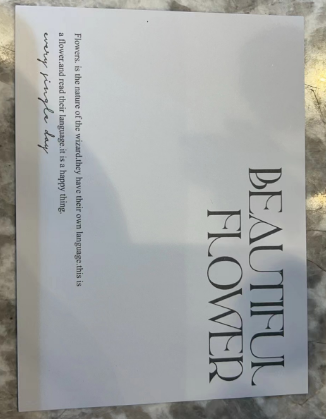 BEAUTIFUL
FLOWER
Flowers. is the nature of the wizard.they have their own language.this is
a flower.and read their language.it is a happy thing.
every single day